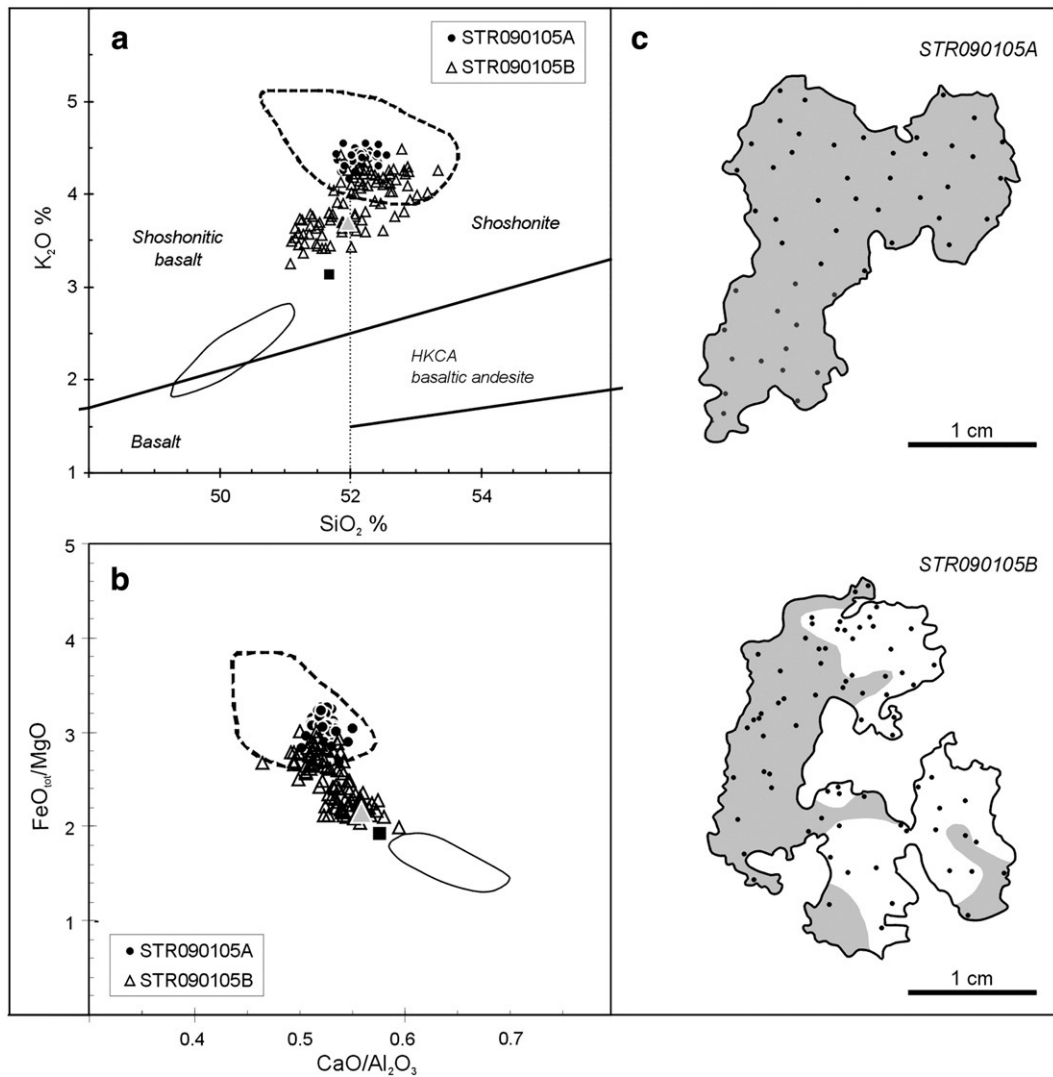 a
STR090105A
STR090105B
5
4
3
2
1
K2O %
Shoshonitic
basalt
Shoshonite
HKCA
basaltic andesite
Basalt
50
52
54
SiO2 %
b
5
4
3
2
1
FeOtot/MgO
STR090105A
STR090105B
0.4
0.5
0.6
0.7
CaO/Al2O3
c
STR090105A
1 cm
STR090105B
1 cm